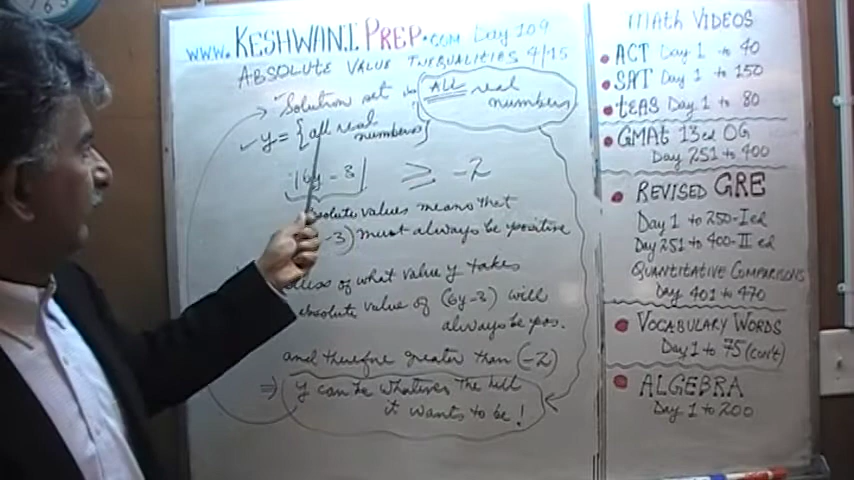 www.KESHWANI PREP.COM Day 109
ABSOLUTE VALUE INEQUALITIES 4/15
Solution set is ALL real
numbers
y = {all real
numbers}
|6y - 3| ≥ -2
absolute values means that
-3) must always be positive
of what value y takes
absolute value of (6y-3) will
always be pos.
and therefore greater than (-2)
⇒ y can be whatever the hell
it wants to be!
MATH VIDEOS
ACT Day 1 to 40
SAT Day 1 to 150
TEAS Day 1 to 80
GMAT 13ed OG
Day 251 to 400
REVISED GRE
Day 1 to 250-I ed
Day 251 to 400-II ed
QUANTITATIVE COMPARISONS
Day 401 to 470
VOCABULARY WORDS
Day 1 to 75 (con't)
ALGEBRA
Day 1 to 200